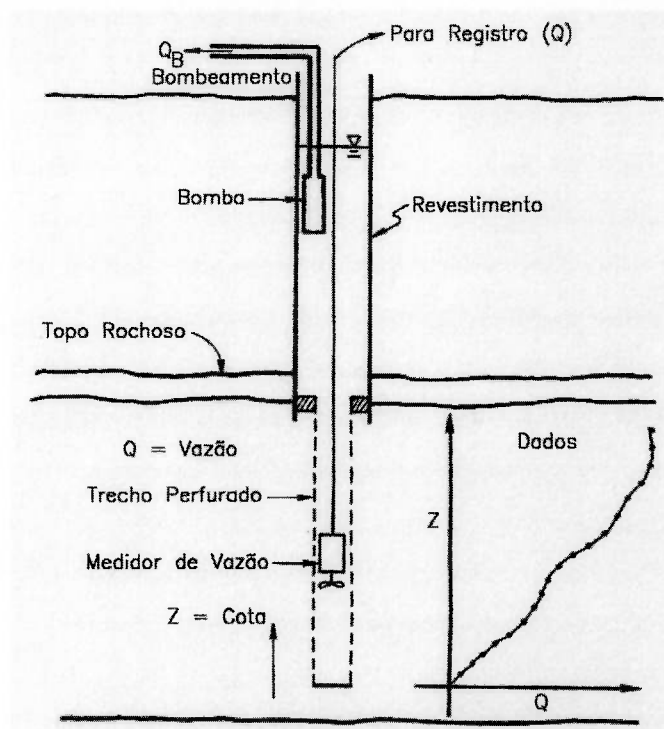 Q_B
Para Registro (Q)
Bombeamento
Bomba
Revestimento
Topo Rochoso
Q = Vazão
Dados
Trecho Perfurado
Z
Medidor de Vazão
Z = Cota
Q